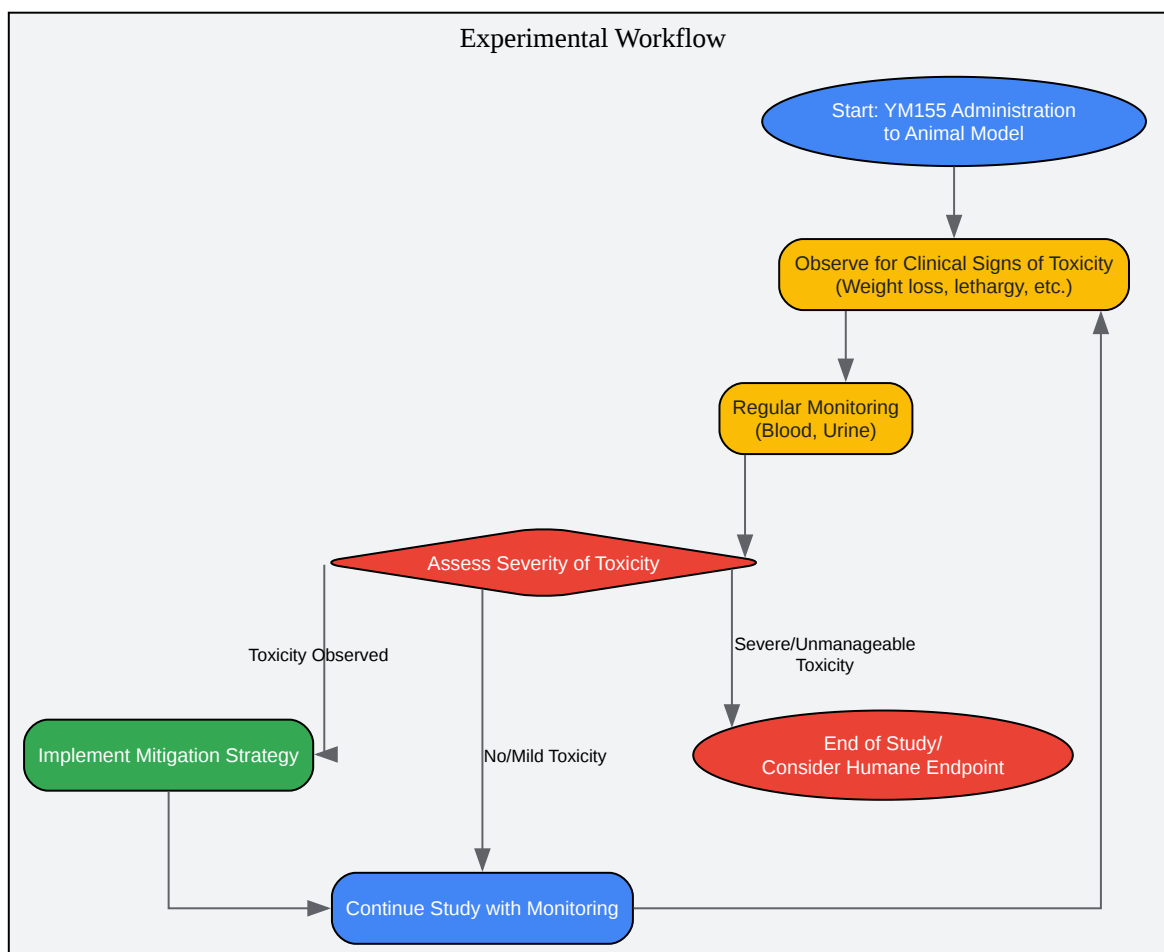 Experimental Workflow
Start: YM155 Administration
to Animal Model
Observe for Clinical Signs of Toxicity
(Weight loss, lethargy, etc.)
Regular Monitoring
(Blood, Urine)
Assess Severity of Toxicity
Toxicity Observed
Severe/Unmanageable
Toxicity
Implement Mitigation Strategy
No/Mild Toxicity
End of Study/
Consider Humane Endpoint
Continue Study with Monitoring